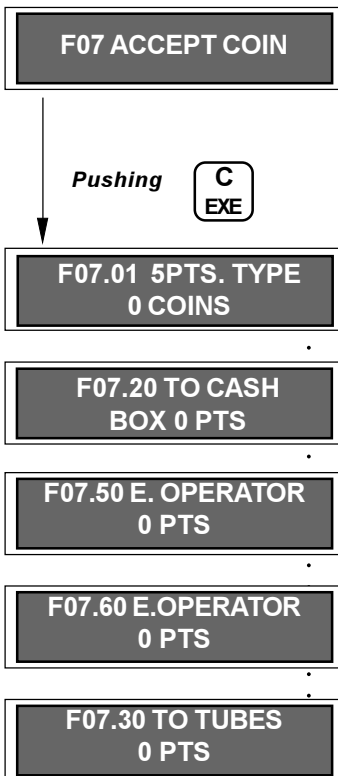 F07 ACCEPT COIN
Pushing
C
EXE
F07.01 5PTS. TYPE
0 COINS
F07.20 TO CASH
BOX 0 PTS
F07.50 E. OPERATOR
0 PTS
F07.60 E.OPERATOR
0 PTS
F07.30 TO TUBES
0 PTS